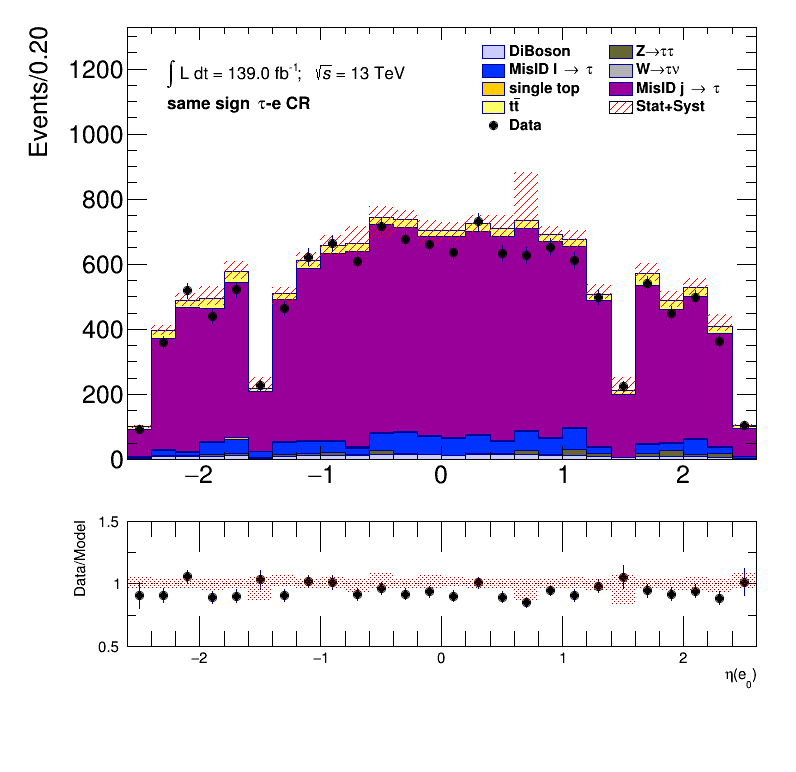 Events/0.20
1200
1000
800
600
400
200
0
∫ L dt = 139.0 fb⁻¹; √s = 13 TeV
same sign τ-e CR
DiBoson
MisID l → τ
single top
tt̄
Data
Z→ττ
W→τν
MisID j → τ
Stat+Syst
−2 −1 0 1 2
Data/Model
1.5
1
0.5
−2 −1 0 1 2
η(e₀)